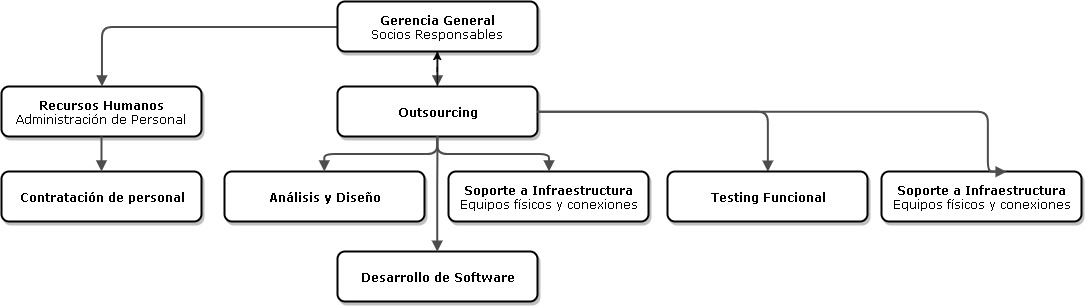 Gerencia General
Socios Responsables
Recursos Humanos
Administración de Personal
Outsourcing
Contratación de personal
Análisis y Diseño
Soporte a Infraestructura
Equipos físicos y conexiones
Testing Funcional
Soporte a Infraestructura
Equipos físicos y conexiones
Desarrollo de Software